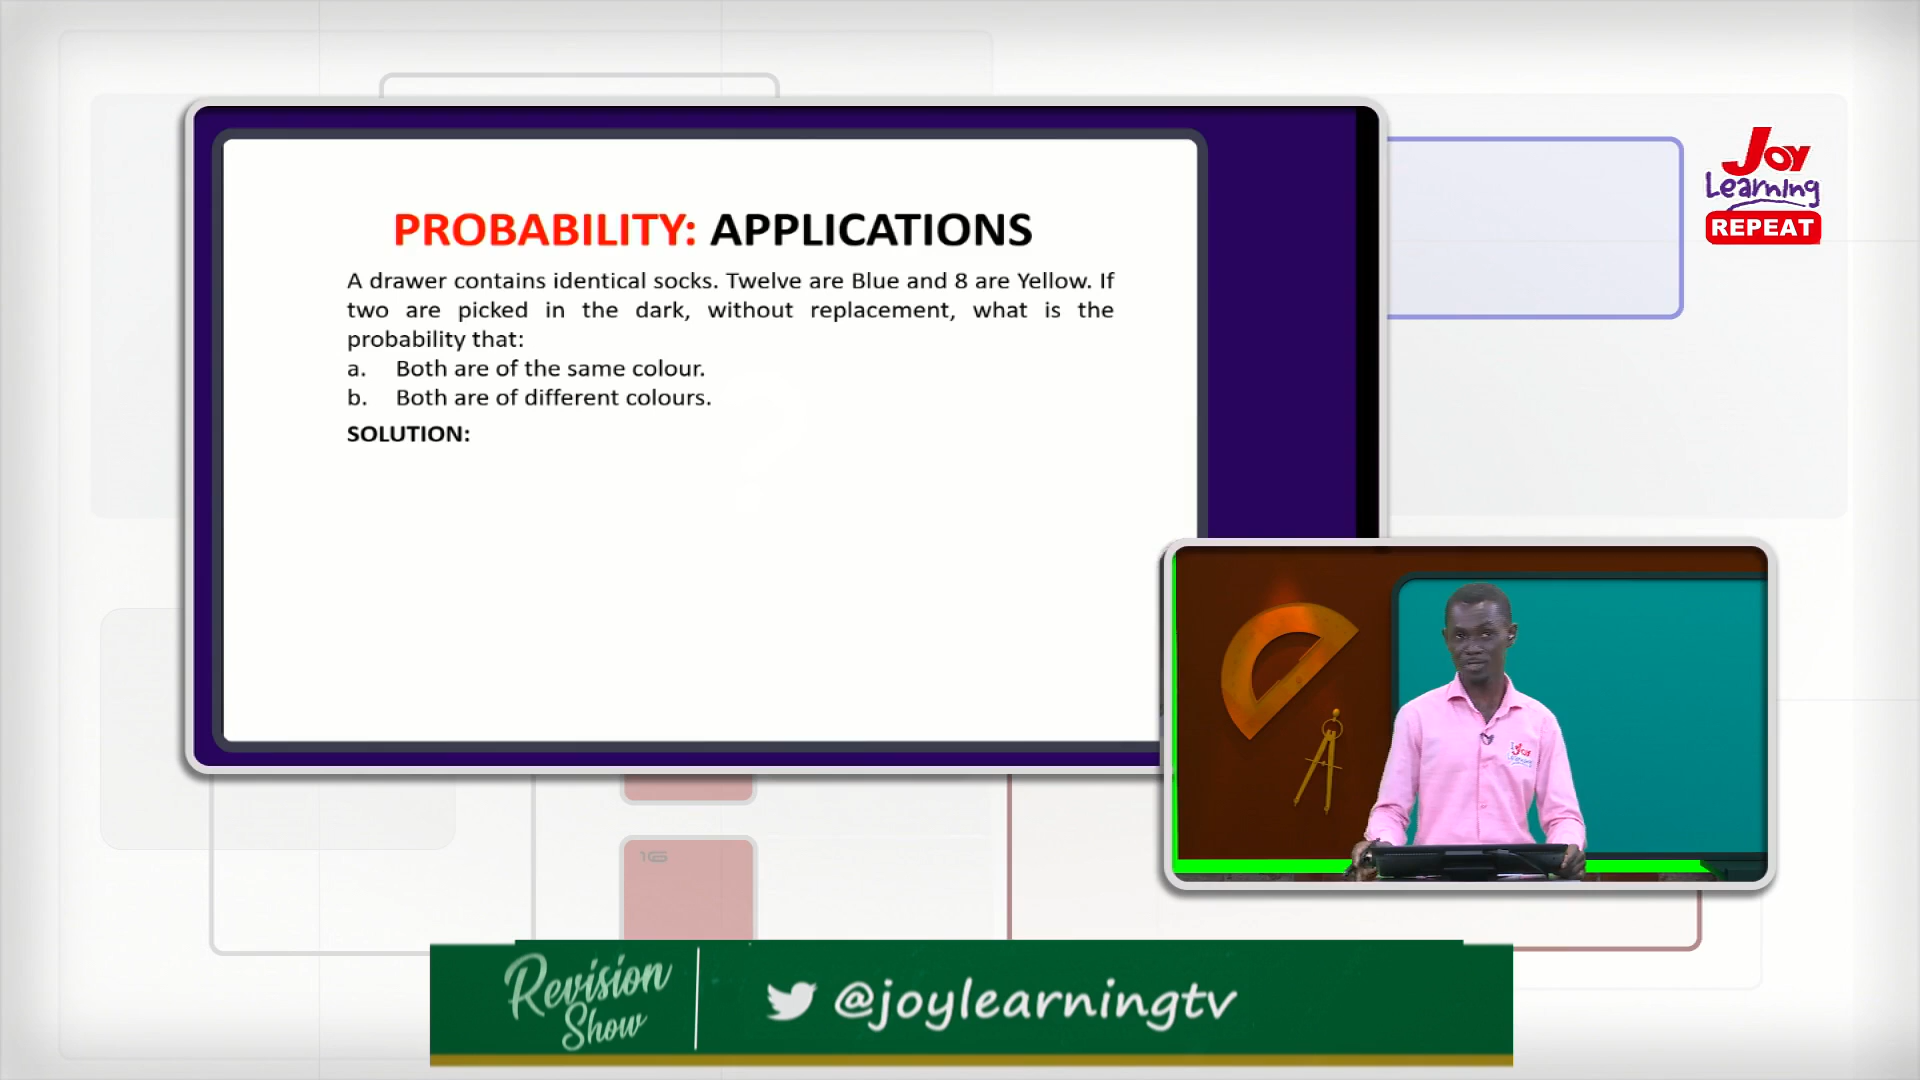 Joy
Learning
REPEAT
PROBABILITY: APPLICATIONS
A drawer contains identical socks. Twelve are Blue and 8 are Yellow. If
two are picked in the dark, without replacement, what is the
probability that:
a. Both are of the same colour.
b. Both are of different colours.
SOLUTION:
Joy
16
Revision
Show
@joylearningtv